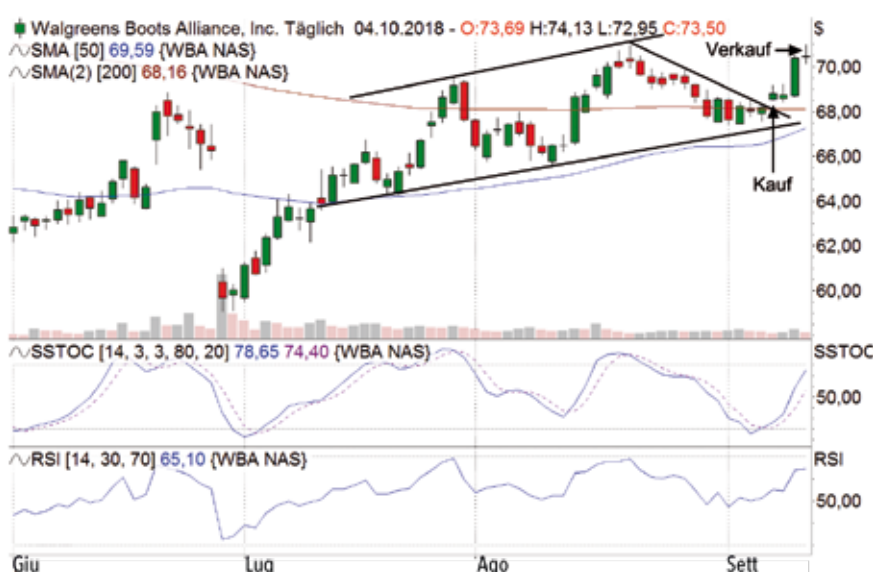 Walgreens Boots Alliance, Inc. Täglich 04.10.2018 - O:73,69 H:74,13 L:72,95 C:73,50 $
SMA [50] 69,59 {WBA NAS}
Verkauf
SMA(2) [200] 68,16 {WBA NAS}
70,00
68,00
66,00
Kauf
64,00
62,00
60,00
SSTOC [14, 3, 3, 80, 20] 78,65 74,40 {WBA NAS} SSTOC
50,00
RSI [14, 30, 70] 65,10 {WBA NAS} RSI
50,00
Giu Lug Ago Sett